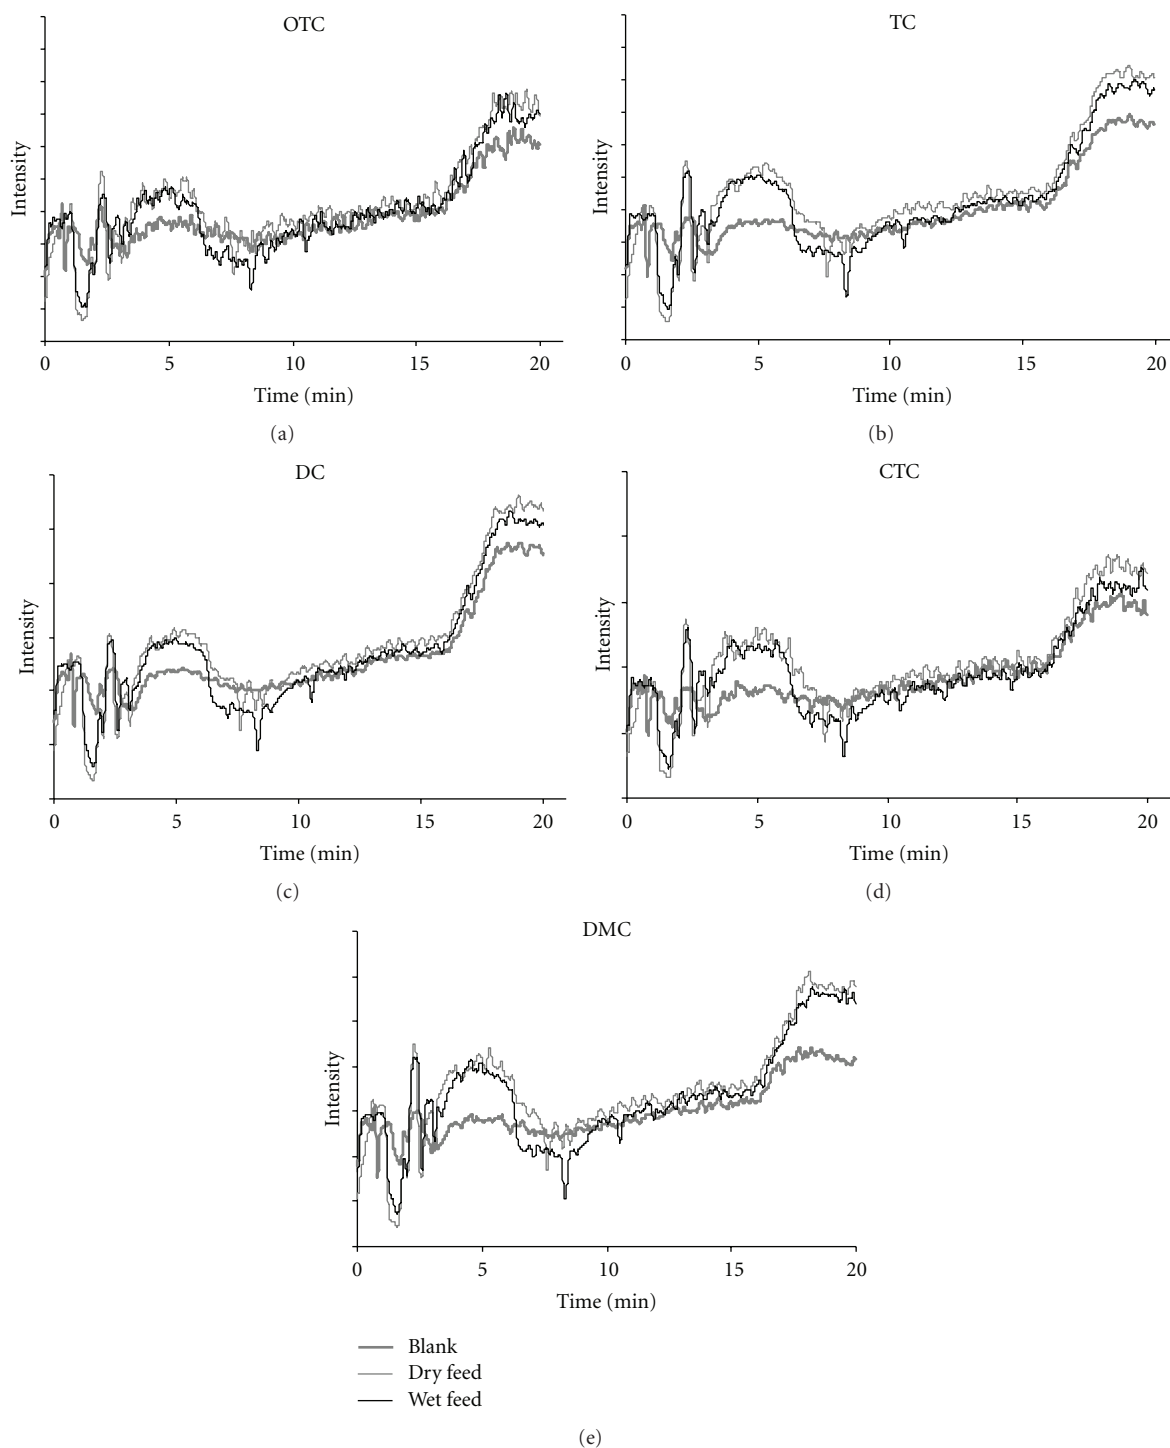 OTC
Intensity
0 5 10 15 20
Time (min)
(a)
TC
Intensity
0 5 10 15 20
Time (min)
(b)
DC
Intensity
0 5 10 15 20
Time (min)
(c)
CTC
Intensity
0 5 10 15 20
Time (min)
(d)
DMC
Intensity
0 5 10 15 20
Time (min)
Blank
Dry feed
Wet feed
(e)